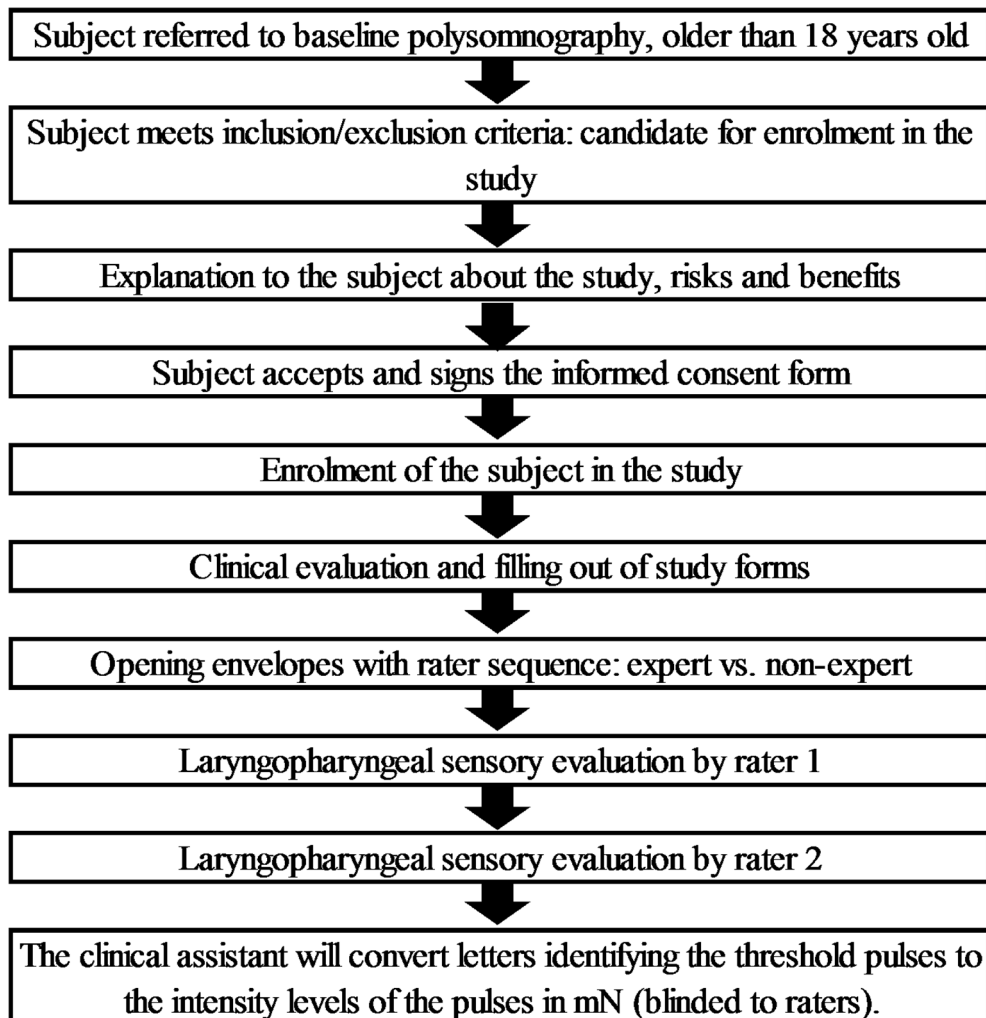 Subject referred to baseline polysomnography, older than 18 years old
Subject meets inclusion/exclusion criteria: candidate for enrolment in the
study
Explanation to the subject about the study, risks and benefits
Subject accepts and signs the informed consent form
Enrolment of the subject in the study
Clinical evaluation and filling out of study forms
Opening envelopes with rater sequence: expert vs. non-expert
Laryngopharyngeal sensory evaluation by rater 1
Laryngopharyngeal sensory evaluation by rater 2
The clinical assistant will convert letters identifying the threshold pulses to
the intensity levels of the pulses in mN (blinded to raters).